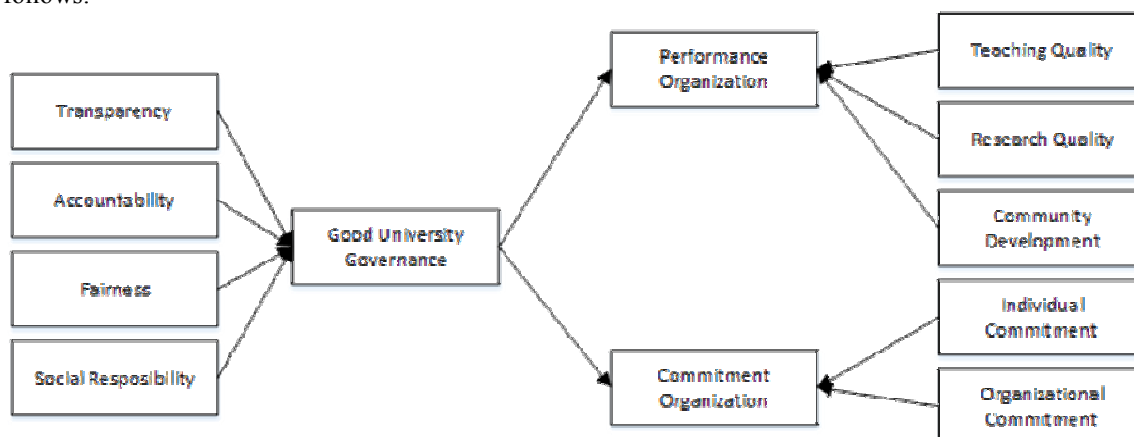 follows:
Transparency
Accountability
Fairness
Social Resposibility
Good University
Governance
Performance
Organization
Commitment
Organization
Teaching Quality
Research Quality
Community
Development
Individual
Commitment
Organizational
Commitment